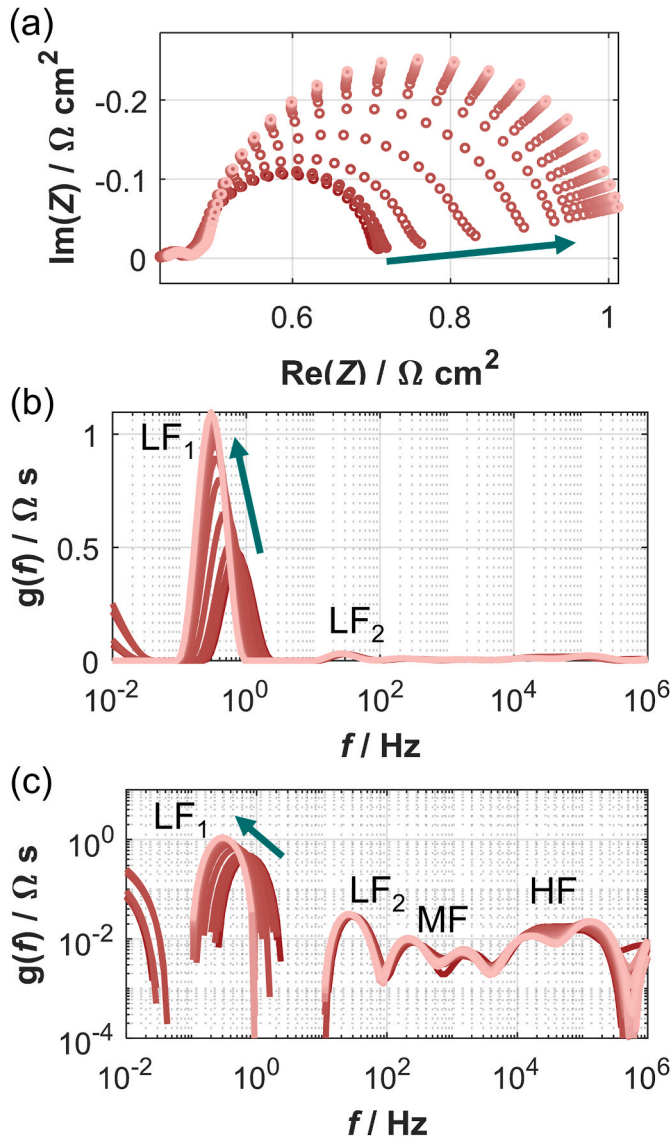 (a)
Im(Z) / Ω cm²
-0.2
-0.1
0
0.6
0.8
1
Re(Z) / Ω cm²
(b)
g(f) / Ω s
1
0.5
0
LF₁
LF₂
10⁻²
10⁰
10²
10⁴
10⁶
f / Hz
(c)
g(f) / Ω s
10⁰
10⁻²
10⁻⁴
LF₁
LF₂
MF
HF
10⁻²
10⁰
10²
10⁴
10⁶
f / Hz